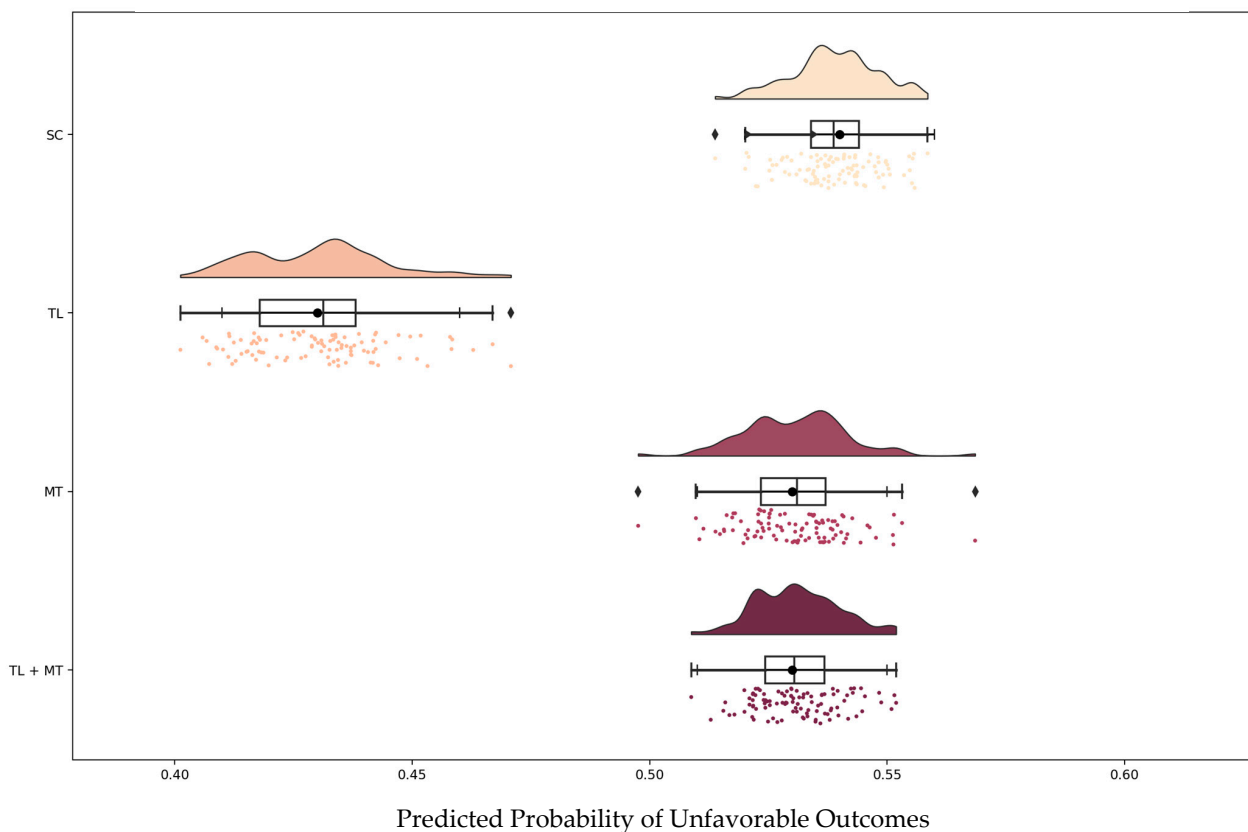 SC
TL
MT
TL + MT
0.40 0.45 0.50 0.55 0.60
Predicted Probability of Unfavorable Outcomes